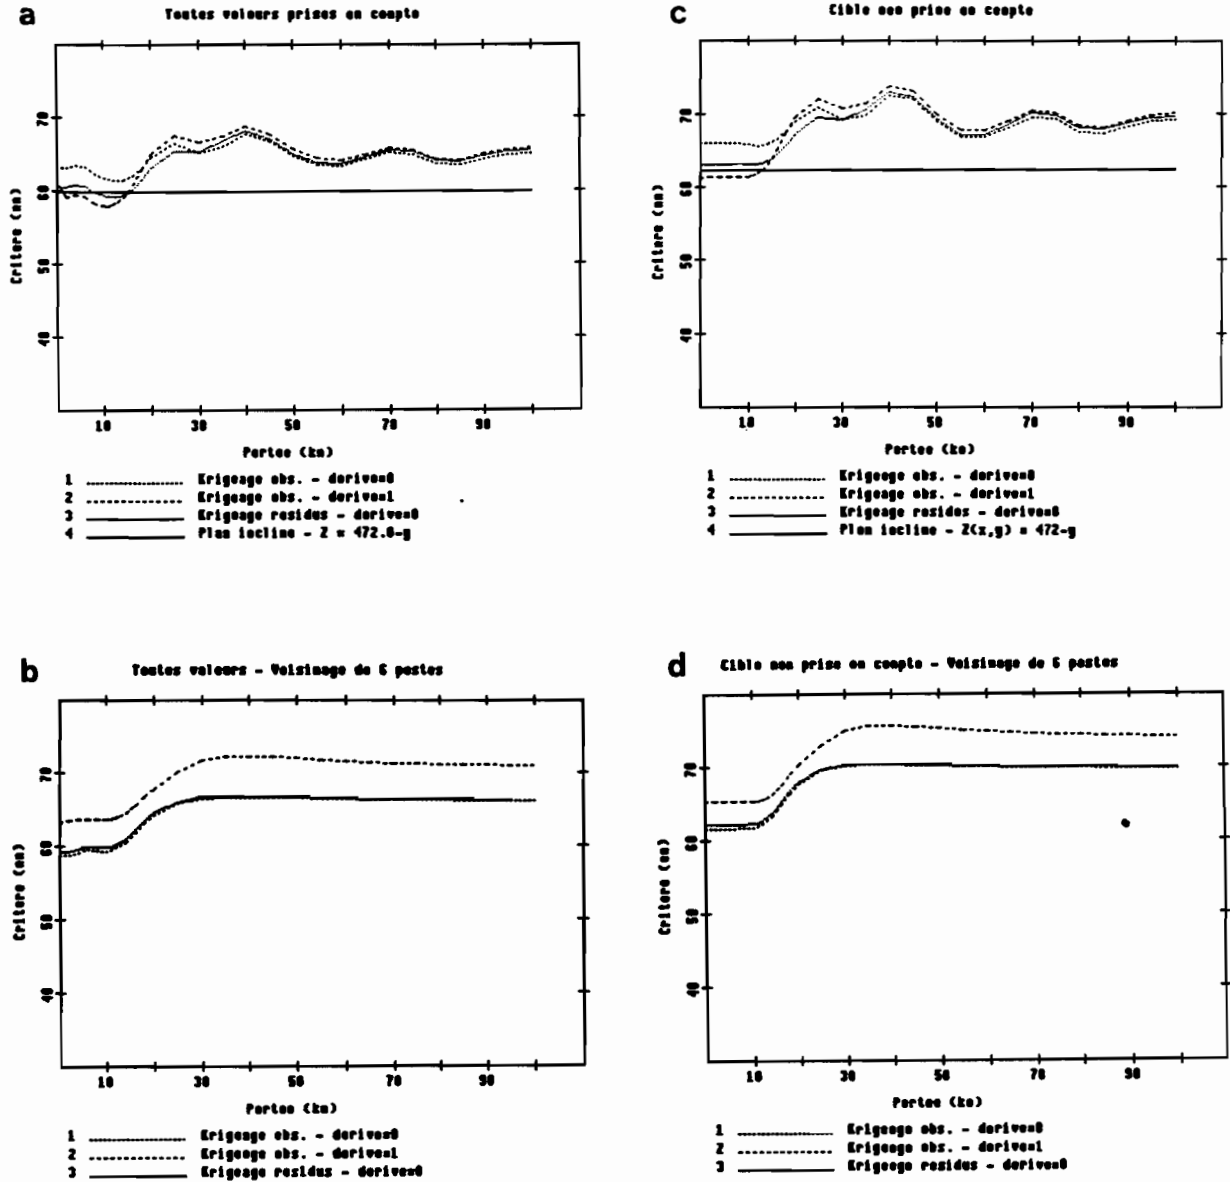 a
Toutes valeurs prises en compte
70
60
50
40
Critere (mm)
10 30 50 70 90
Portee (km)
1 Krigeage obs. - derive=0
2 Krigeage obs. - derive=1
3 Krigeage residus - derive=0
4 Plan incline - Z = 472.0-y
c
Cible non prise en compte
70
60
50
40
Critere (mm)
10 30 50 70 90
Portee (km)
1 Krigeage obs. - derive=0
2 Krigeage obs. - derive=1
3 Krigeage residus - derive=0
4 Plan incline - Z(x,y) = 472-y
b
Toutes valeurs - Voisinage de 6 postes
70
60
50
40
Critere (mm)
10 30 50 70 90
Portee (km)
1 Krigeage obs. - derive=0
2 Krigeage obs. - derive=1
3 Krigeage residus - derive=0
d
Cible non prise en compte - Voisinage de 6 postes
70
60
50
40
Critere (mm)
10 30 50 70 90
Portee (km)
1 Krigeage obs. - derive=0
2 Krigeage obs. - derive=1
3 Krigeage residus - derive=0